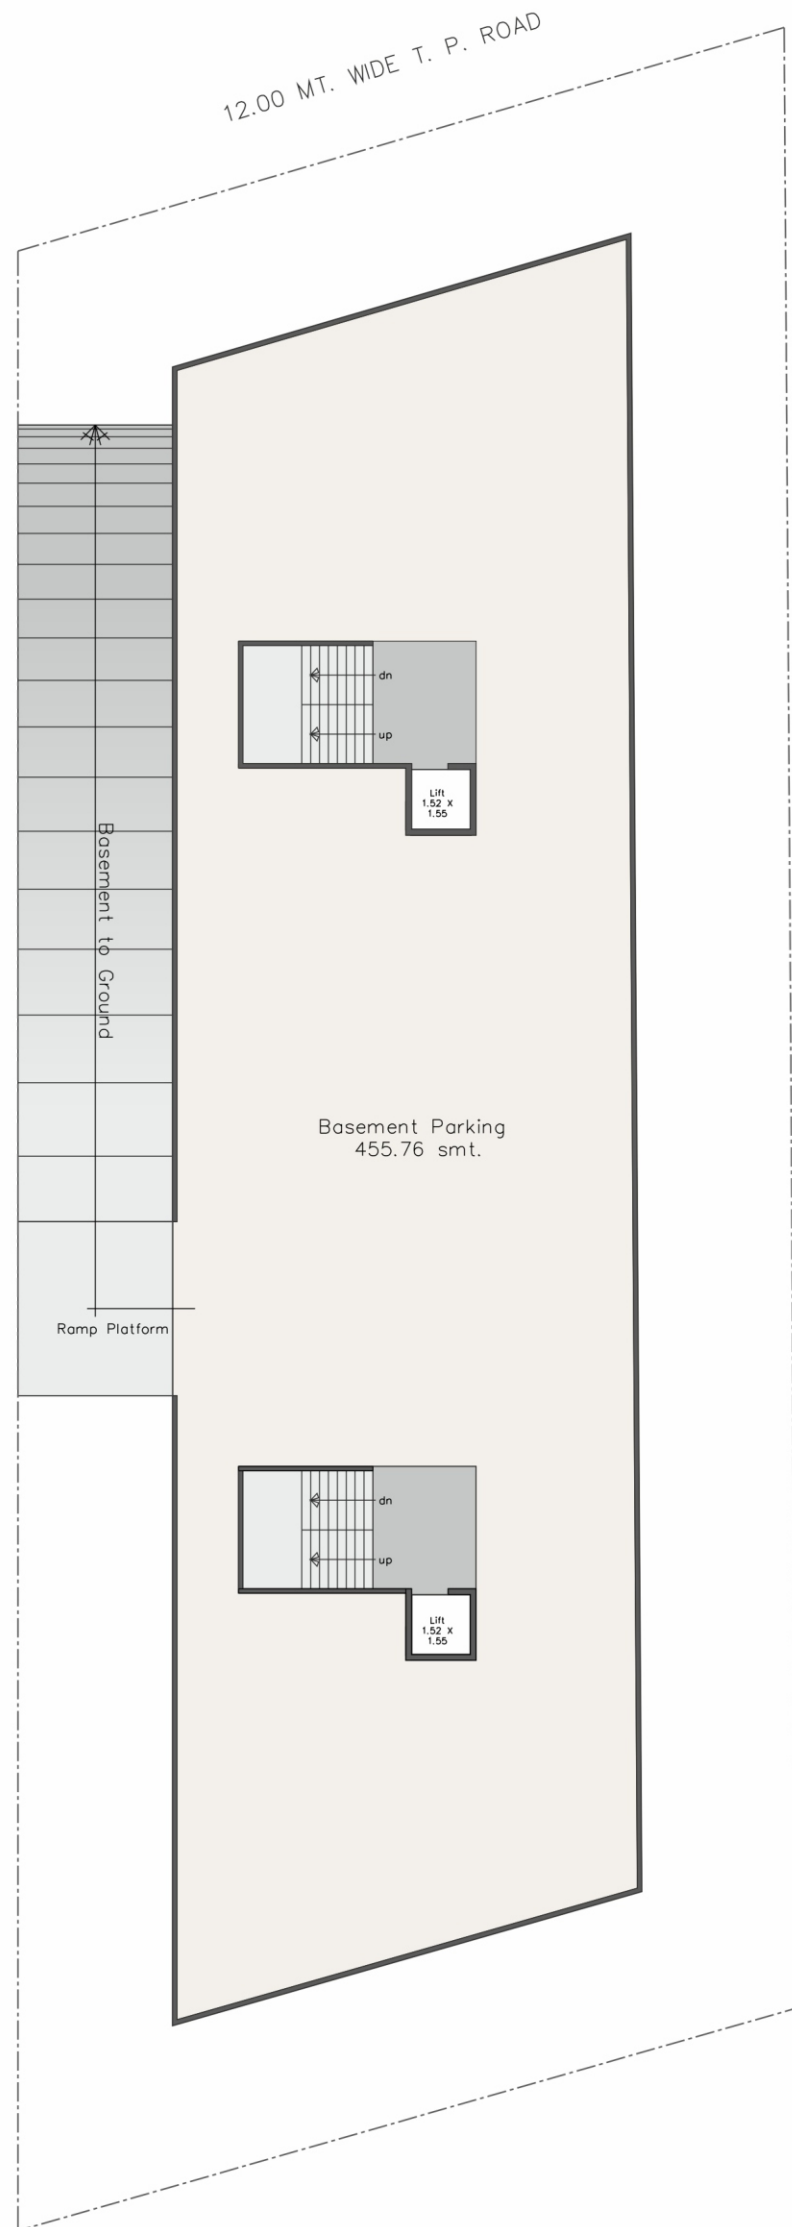 12.00 MT. WIDE T. P. ROAD
dn
up
Lift
1.52 X
1.55
Basement to Ground
Basement Parking
455.76 smt.
Ramp Platform
dn
up
Lift
1.52 X
1.55